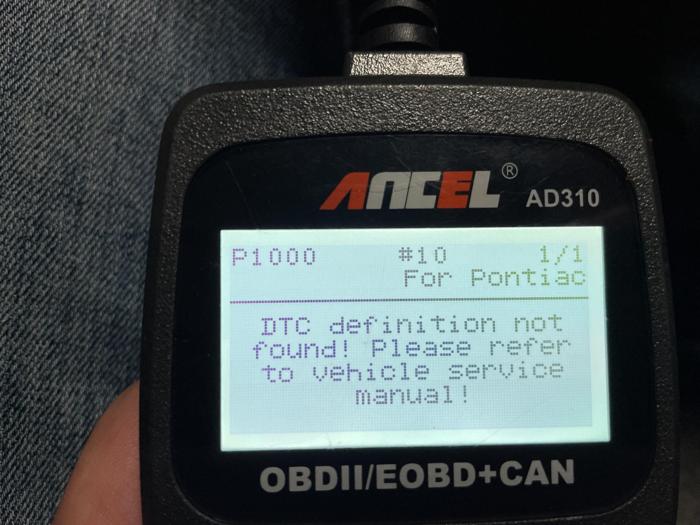 ANCEL® AD310
P1000 #10 1/1
For Pontiac
DTC definition not
found! Please refer
to vehicle service
manual!
OBDII/EOBD+CAN